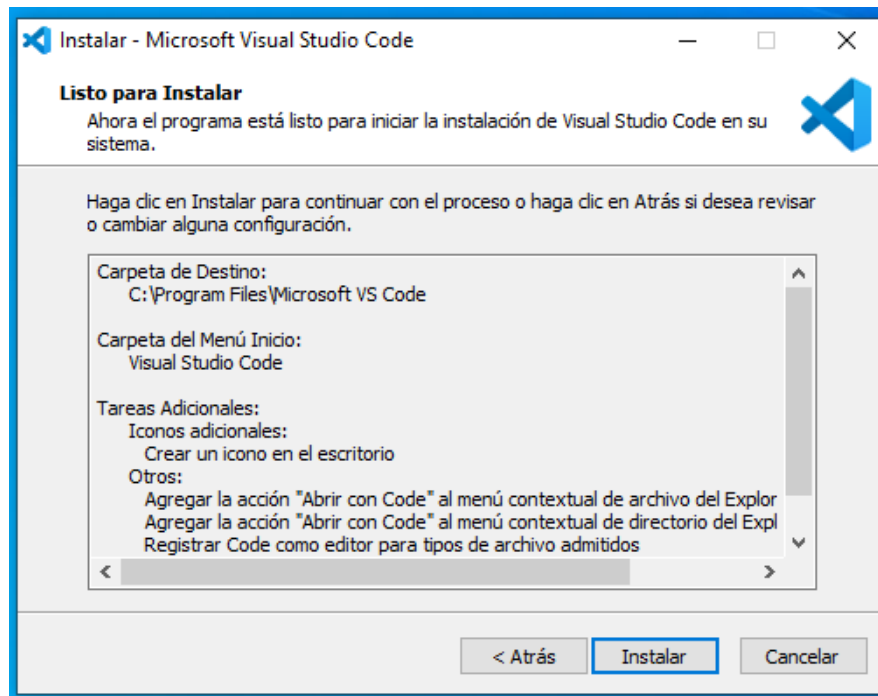 Instalar - Microsoft Visual Studio Code
Listo para Instalar
Ahora el programa está listo para iniciar la instalación de Visual Studio Code en su
sistema.
Haga clic en Instalar para continuar con el proceso o haga clic en Atrás si desea revisar
o cambiar alguna configuración.
Carpeta de Destino:
C:\Program Files\Microsoft VS Code
Carpeta del Menú Inicio:
Visual Studio Code
Tareas Adicionales:
Iconos adicionales:
Crear un icono en el escritorio
Otros:
Agregar la acción "Abrir con Code" al menú contextual de archivo del Explor
Agregar la acción "Abrir con Code" al menú contextual de directorio del Expl
Registrar Code como editor para tipos de archivo admitidos
< Atrás
Instalar
Cancelar